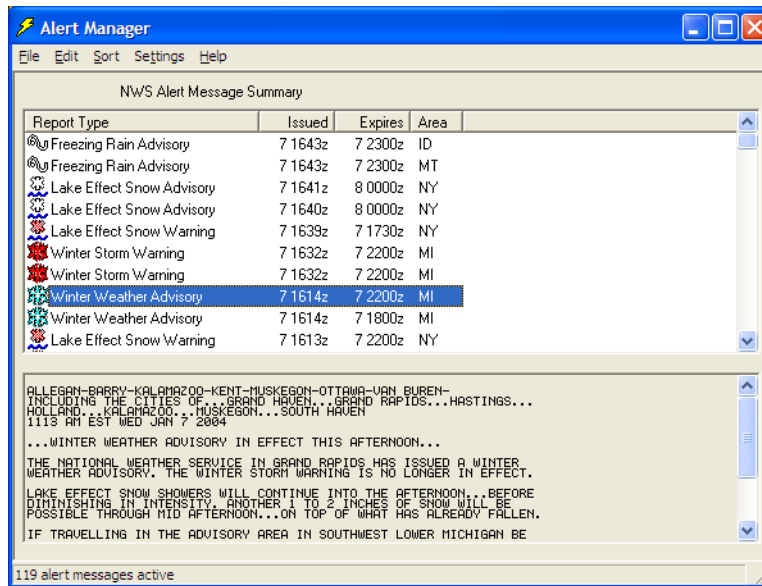 Alert Manager
File Edit Sort Settings Help
NWS Alert Message Summary
Report Type Issued Expires Area
Freezing Rain Advisory 7 1643z 7 2300z ID
Freezing Rain Advisory 7 1643z 7 2300z MT
Lake Effect Snow Advisory 7 1641z 8 0000z NY
Lake Effect Snow Advisory 7 1640z 8 0000z NY
Lake Effect Snow Warning 7 1639z 7 1730z NY
Winter Storm Warning 7 1632z 7 2200z MI
Winter Storm Warning 7 1632z 7 2200z MI
Winter Weather Advisory 7 1614z 7 2200z MI
Winter Weather Advisory 7 1614z 7 1800z MI
Lake Effect Snow Warning 7 1613z 7 2200z NY
ALLEGAN-BARRY-KALAMAZOO-KENT-MUSKEGON-OTTAWA-VAN BUREN-
INCLUDING THE CITIES OF...GRAND HAVEN...GRAND RAPIDS...HASTINGS...
HOLLAND...KALAMAZOO...MUSKEGON...SOUTH HAVEN
1113 AM EST WED JAN 7 2004
...WINTER WEATHER ADVISORY IN EFFECT THIS AFTERNOON...
THE NATIONAL WEATHER SERVICE IN GRAND RAPIDS HAS ISSUED A WINTER
WEATHER ADVISORY. THE WINTER STORM WARNING IS NO LONGER IN EFFECT.
LAKE EFFECT SNOW SHOWERS WILL CONTINUE INTO THE AFTERNOON...BEFORE
DIMINISHING IN INTENSITY. ANOTHER 1 TO 2 INCHES OF SNOW WILL BE
POSSIBLE THROUGH MID AFTERNOON...ON TOP OF WHAT HAS ALREADY FALLEN.
IF TRAVELLING IN THE ADVISORY AREA IN SOUTHWEST LOWER MICHIGAN BE
119 alert messages active